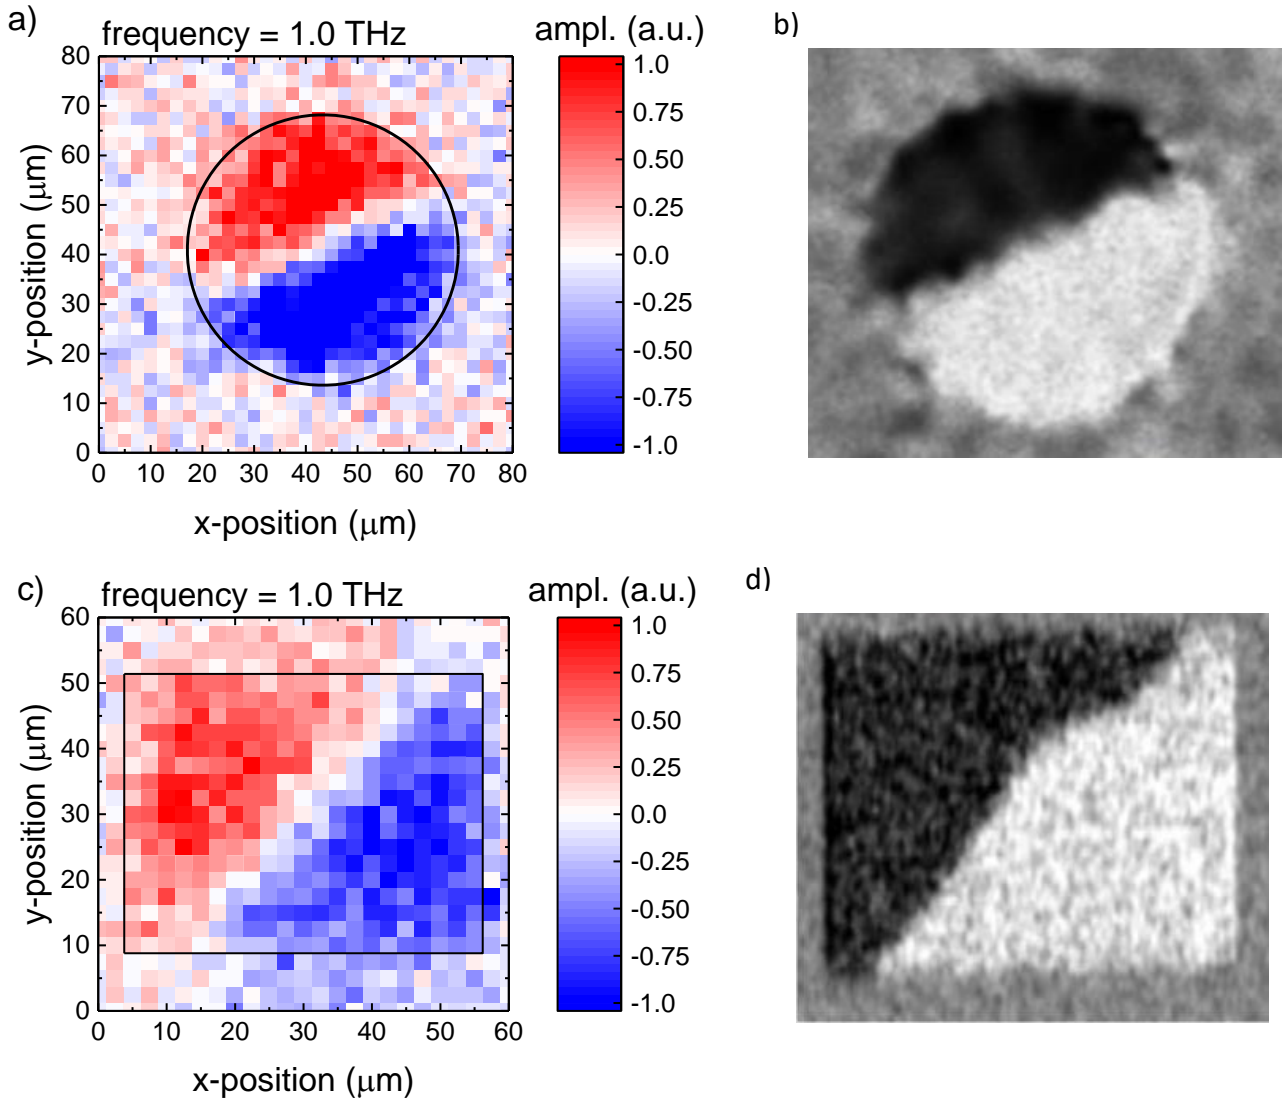 a)
frequency = 1.0 THz
ampl. (a.u.)
b)
80
70
60
50
40
30
20
10
0
y-position (μm)
0 10 20 30 40 50 60 70 80
x-position (μm)
1.0
0.75
0.50
0.25
0.0
-0.25
-0.50
-0.75
-1.0
c)
frequency = 1.0 THz
ampl. (a.u.)
d)
60
50
40
30
20
10
0
y-position (μm)
0 10 20 30 40 50 60
x-position (μm)
1.0
0.75
0.50
0.25
0.0
-0.25
-0.50
-0.75
-1.0